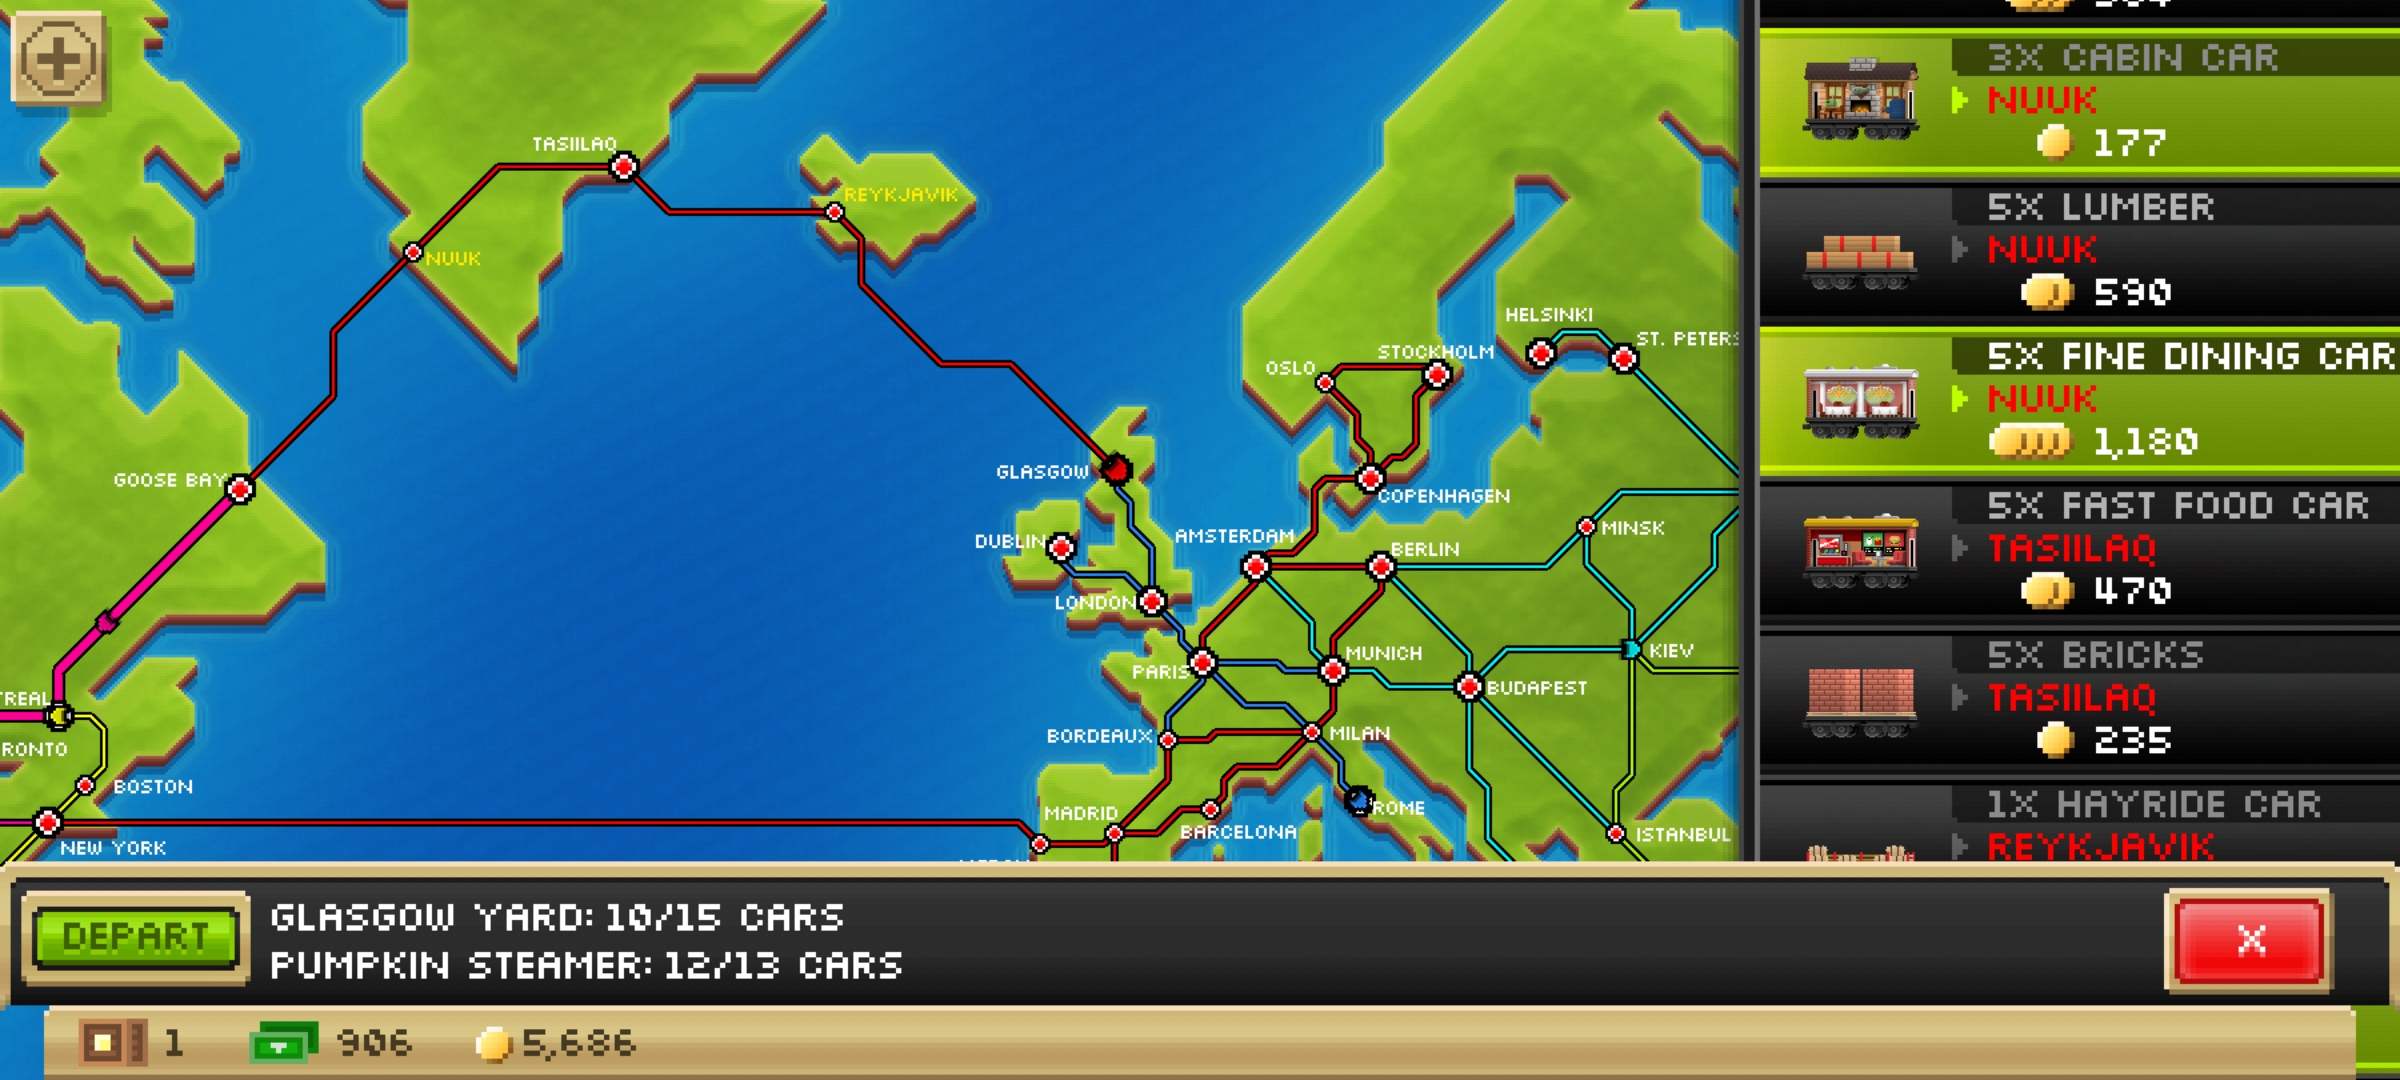 TASIILAQ
REYKJAVIK
NUUK
GOOSE BAY
GLASGOW
DUBLIN
LONDON
HELSINKI
ST. PETERS
STOCKHOLM
OSLO
COPENHAGEN
AMSTERDAM
BERLIN
MINSK
PARIS
MUNICH
KIEV
BUDAPEST
BORDEAUX
MILAN
MADRID
BARCELONA
ROME
ISTANBUL
TREAL
RONTO
BOSTON
NEW YORK
3X CABIN CAR
NUUK
177
5X LUMBER
NUUK
590
5X FINE DINING CAR
NUUK
1,180
5X FAST FOOD CAR
TASIILAQ
470
5X BRICKS
TASIILAQ
235
1X HAYRIDE CAR
REYKJAVIK
DEPART
GLASGOW YARD: 10/15 CARS
PUMPKIN STEAMER: 12/13 CARS
X
1
906
5,686